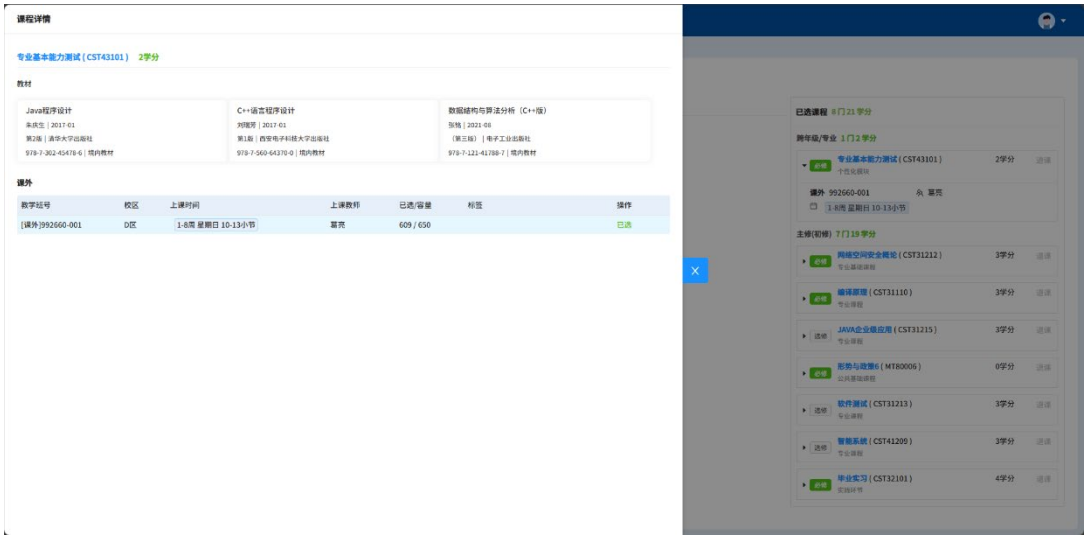 课程详情
专业基本能力测试 ( CST43101 ) 2学分
教材
Java程序设计
朱庆生 | 2017-01
第2版 | 清华大学出版社
978-7-302-45478-6 | 境内教材
C++语言程序设计
刘瑞芳 | 2017-01
第1版 | 西安电子科技大学出版社
978-7-560-64370-0 | 境内教材
数据结构与算法分析（C++版）
张铭 | 2021-08
（第三版） | 电子工业出版社
978-7-121-41788-7 | 境内教材
课外
教学班号 校区 上课时间 上课教师 已选/容量 标签 操作
[课外]992660-001 D区 1-8周 星期日 10-13小节 葛亮 609 / 650 已选
X
已选课程 8 门 21 学分
跨年级/专业 1 门 2 学分
必修 专业基本能力测试 ( CST43101 ) 2学分 退课
个性化模块
课外 992660-001 葛亮
1-8周 星期日 10-13小节
主修(初修) 7 门 19 学分
必修 网络空间安全概论 ( CST31212 ) 3学分 退课
专业基础课程
必修 编译原理 ( CST31110 ) 3学分 退课
专业课程
选修 JAVA企业级应用 ( CST31215 ) 3学分 退课
专业课程
必修 形势与政策6 ( MT80006 ) 0学分 退课
公共基础课程
选修 软件测试 ( CST31213 ) 3学分 退课
专业课程
选修 智能系统 ( CST41209 ) 3学分 退课
专业课程
必修 毕业实习 ( CST32101 ) 4学分 退课
实践环节